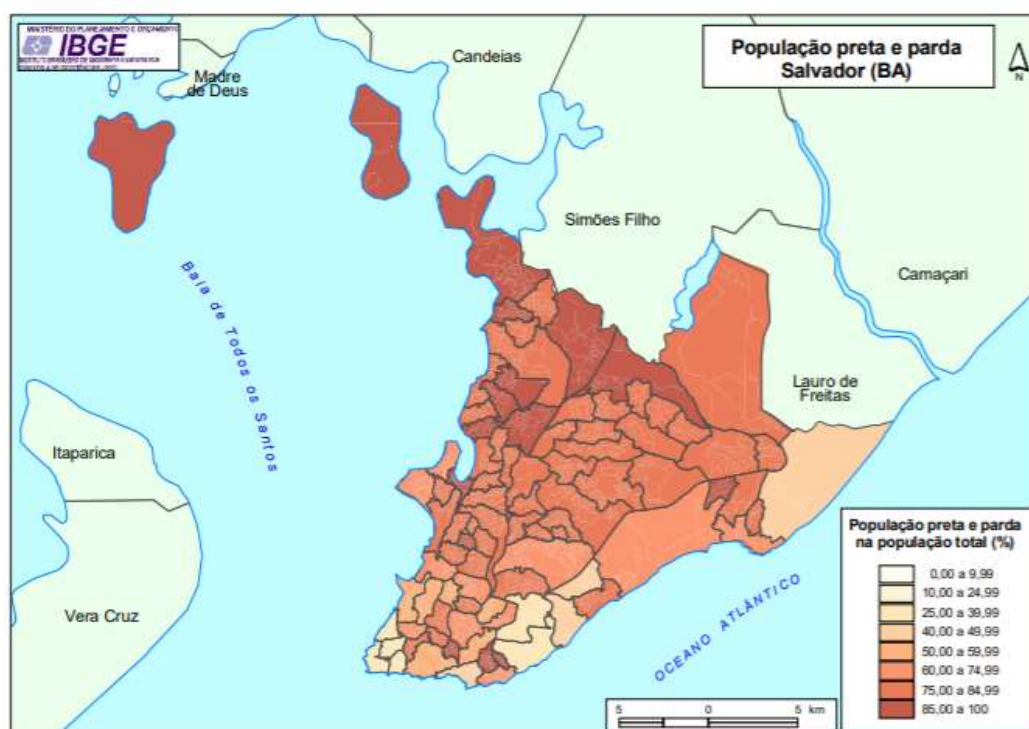 MINISTÉRIO DO PLANEJAMENTO E ORÇAMENTO
IBGE
População preta e parda
Salvador (BA)
N
Candeias
Madre
de Deus
Simões Filho
Camaçari
Lauro de
Freitas
Baía de Todos os Santos
Itaparica
Vera Cruz
OCEANO ATLÂNTICO
População preta e parda
na população total (%)
0,00 a 9,99
10,00 a 24,99
25,00 a 39,99
40,00 a 49,99
50,00 a 59,99
60,00 a 74,99
75,00 a 84,99
85,00 a 100
5 0 5 km